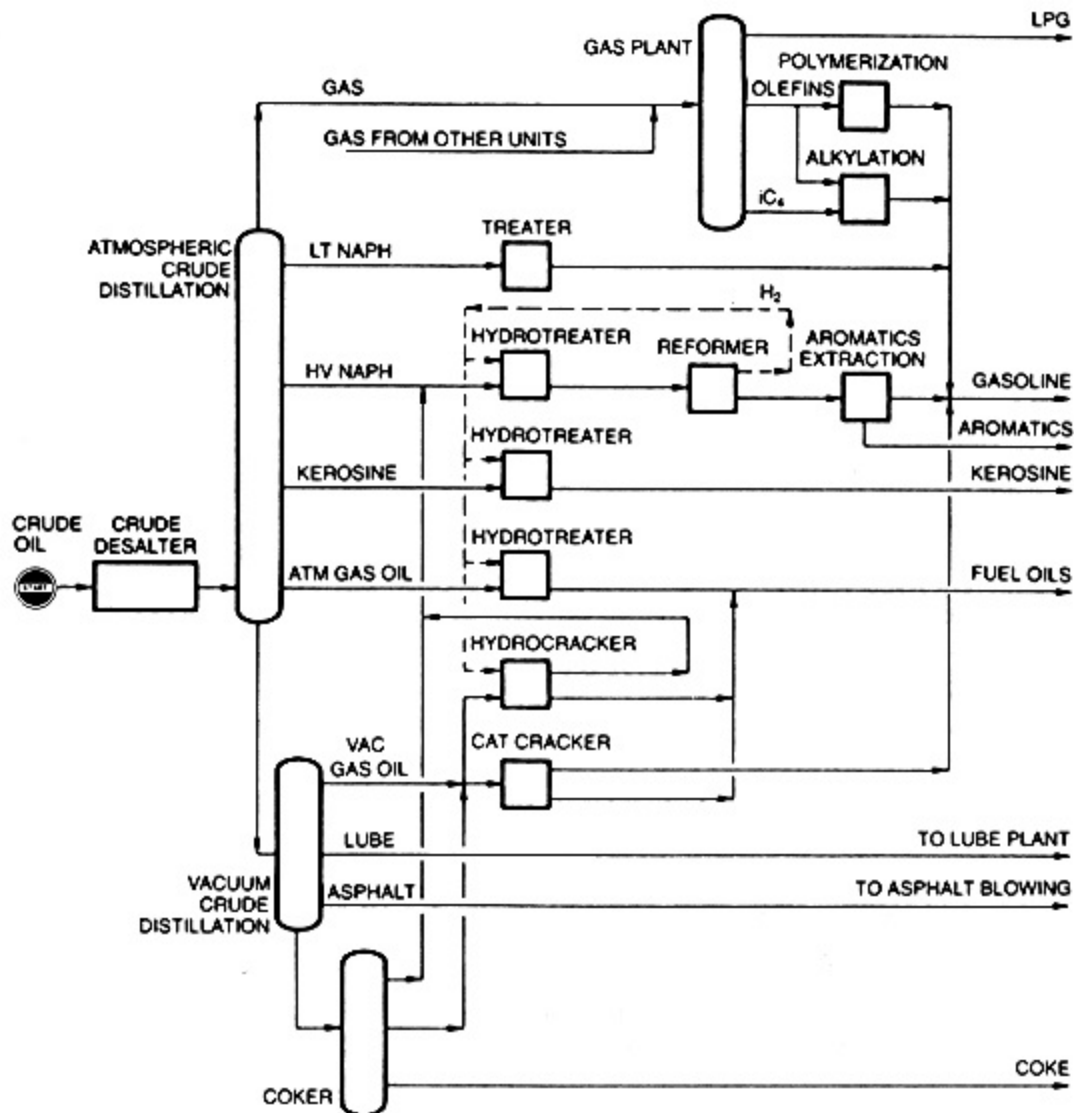 LPG
GAS PLANT
POLYMERIZATION
OLEFINS
GAS
GAS FROM OTHER UNITS
ALKYLATION
iC₄
TREATER
ATMOSPHERIC
CRUDE
DISTILLATION
LT NAPH
H₂
HYDROTREATER
REFORMER
AROMATICS
EXTRACTION
HV NAPH
GASOLINE
AROMATICS
HYDROTREATER
KEROSINE
KEROSINE
CRUDE
OIL
CRUDE
DESALTER
HYDROTREATER
START
ATM GAS OIL
FUEL OILS
HYDROCRACKER
VAC
GAS OIL
CAT CRACKER
LUBE
TO LUBE PLANT
VACUUM
CRUDE
DISTILLATION
ASPHALT
TO ASPHALT BLOWING
COKER
COKE